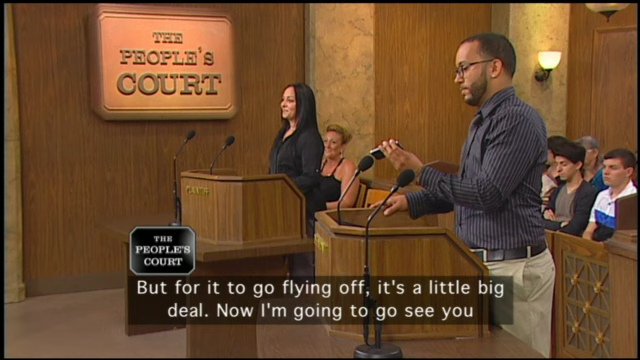 THE
PEOPLE'S
COURT
PLAINTIFF
THE
PEOPLE'S
COURT
But for it to go flying off, it's a little big
deal. Now I'm going to go see you